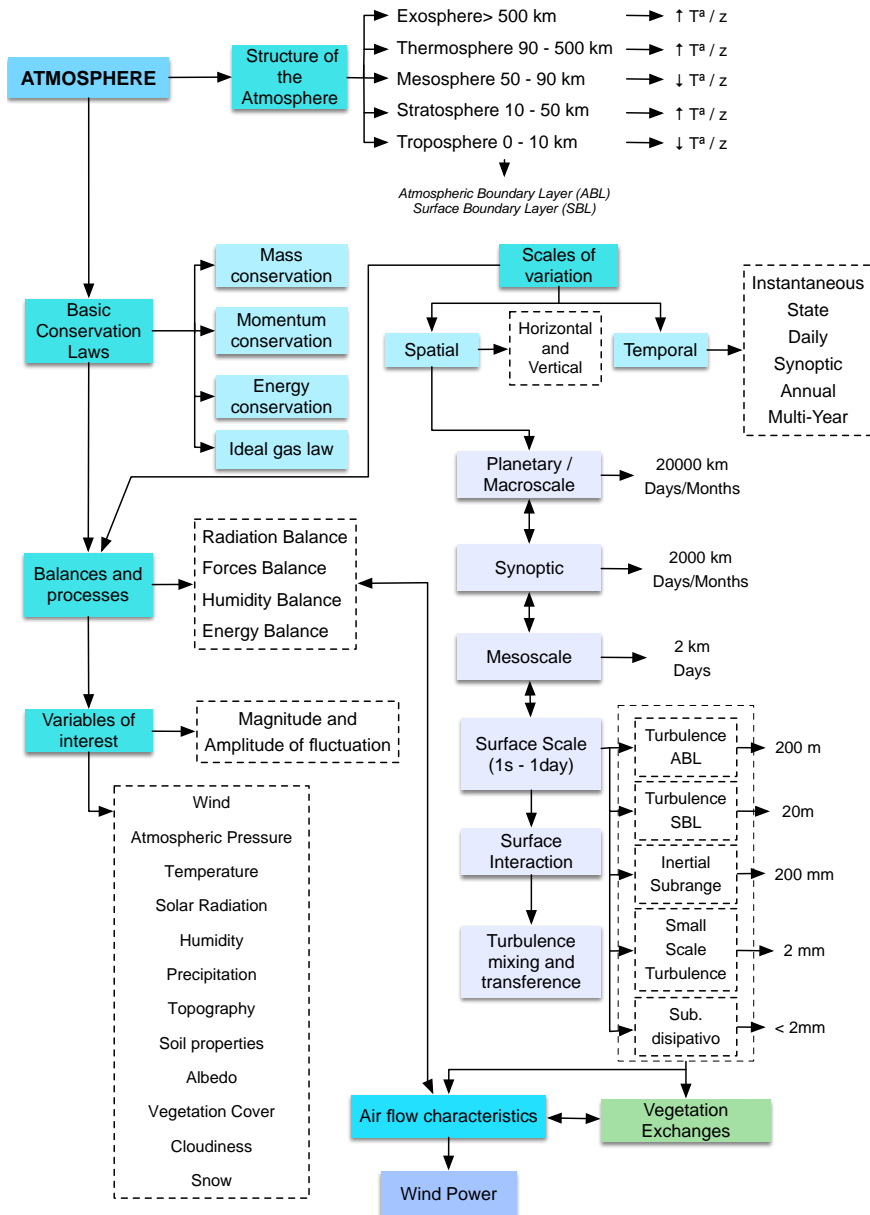 ATMOSPHERE
Structure of
the
Atmosphere
Exosphere> 500 km
↑ Tª / z
Thermosphere 90 - 500 km
↑ Tª / z
Mesosphere 50 - 90 km
↓ Tª / z
Stratosphere 10 - 50 km
↑ Tª / z
Troposphere 0 - 10 km
↓ Tª / z
Atmospheric Boundary Layer (ABL)
Surface Boundary Layer (SBL)
Basic
Conservation
Laws
Mass
conservation
Momentum
conservation
Energy
conservation
Ideal gas law
Scales of
variation
Spatial
Horizontal
and
Vertical
Temporal
Instantaneous
State
Daily
Synoptic
Annual
Multi-Year
Planetary /
Macroscale
20000 km
Days/Months
Synoptic
2000 km
Days/Months
Mesoscale
2 km
Days
Surface Scale
(1s - 1day)
Surface
Interaction
Turbulence
mixing and
transference
Turbulence
ABL
200 m
Turbulence
SBL
20m
Inertial
Subrange
200 mm
Small
Scale
Turbulence
2 mm
Sub.
disipativo
< 2mm
Balances and
processes
Radiation Balance
Forces Balance
Humidity Balance
Energy Balance
Variables of
interest
Magnitude and
Amplitude of fluctuation
Wind
Atmospheric Pressure
Temperature
Solar Radiation
Humidity
Precipitation
Topography
Soil properties
Albedo
Vegetation Cover
Cloudiness
Snow
Air flow characteristics
Vegetation
Exchanges
Wind Power